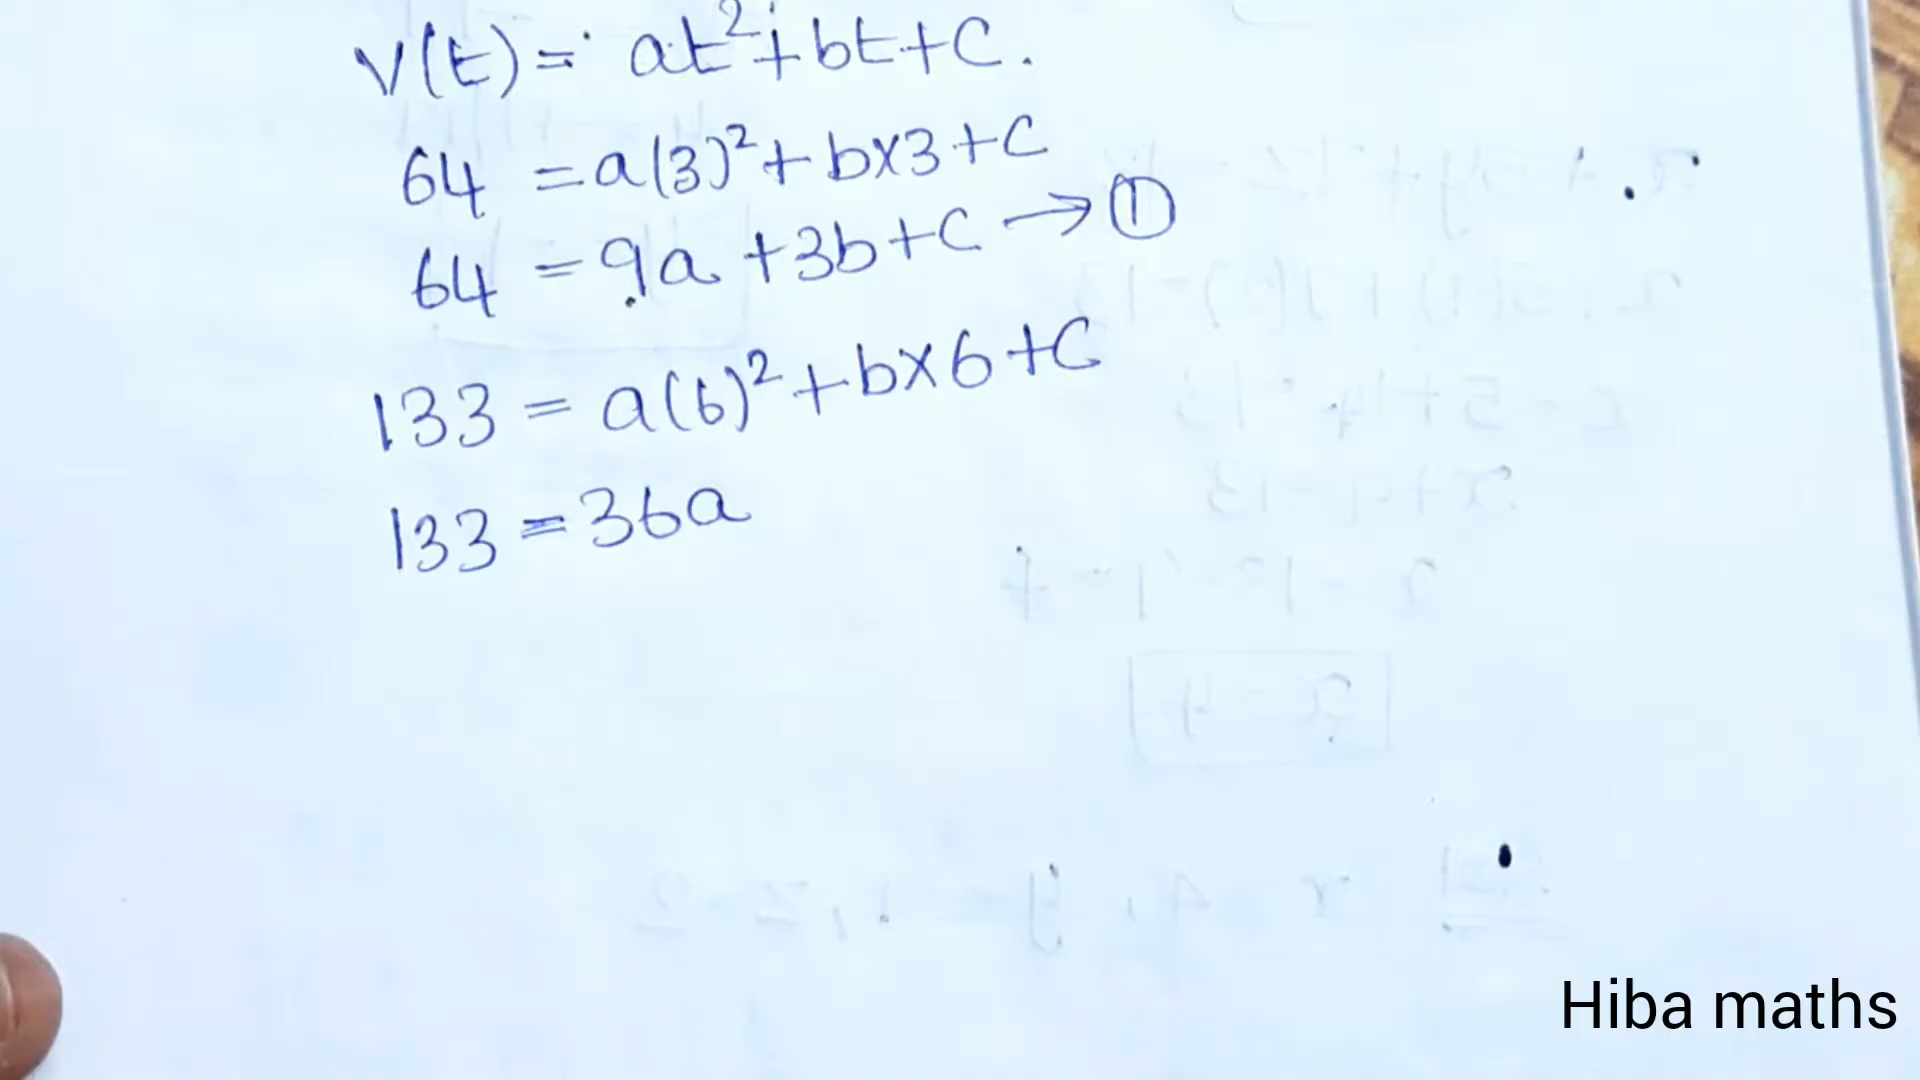 V(t) = at²+bt+c.
64 = a(3)²+b×3+c
64 = 9a+3b+c → ①
133 = a(6)²+b×6+c
133 = 36a
Hiba maths